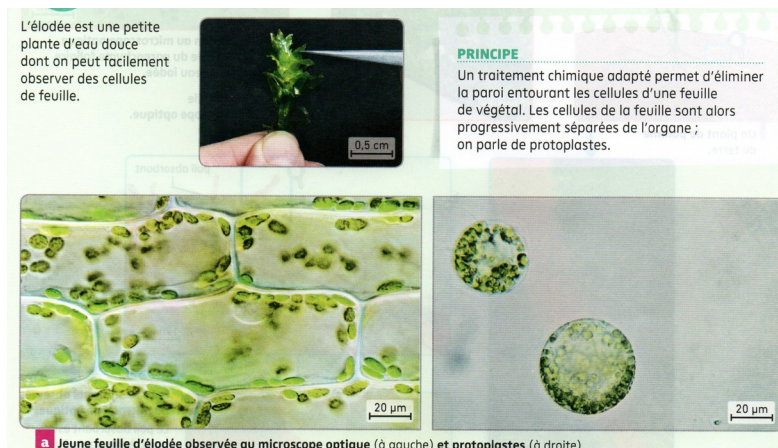 L'élodée est une petite
plante d'eau douce
dont on peut facilement
observer des cellules
de feuille.
0,5 cm
PRINCIPE
Un traitement chimique adapté permet d'éliminer
la paroi entourant les cellules d'une feuille
de végétal. Les cellules de la feuille sont alors
progressivement séparées de l'organe ;
on parle de protoplastes.
20 µm
20 µm
a Jeune feuille d'élodée observée au microscope optique (à gauche) et protoplastes (à droite)